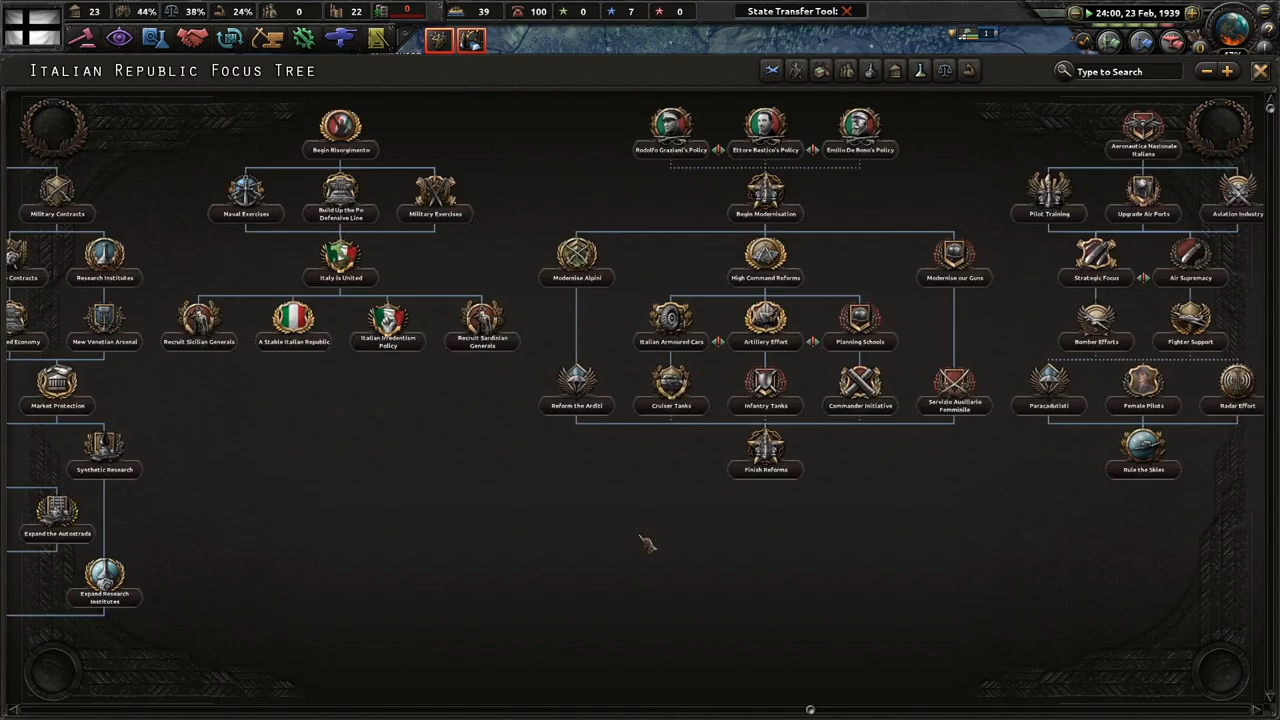 23
44%
38%
24%
0
22
0
39
100
0
7
0
State Transfer Tool:
24:00, 23 Feb, 1939
1
0
47%
Italian Republic Focus Tree
Type to Search
Begin Risorgimento
Rodolfo Graziani's Policy
Ettore Bastico's Policy
Emilio De Bono's Policy
Aeronautica Nazionale
Italiana
Military Contracts
Naval Exercises
Build Up the Po
Defensive Line
Military Exercises
Begin Modernisation
Pilot Training
Upgrade Air Ports
Aviation Industry
Contracts
Research Institutes
Italy is United
Modernise Alpini
High Command Reforms
Modernise our Guns
Strategic Focus
Air Supremacy
ed Economy
New Venetian Arsenal
Recruit Sicilian Generals
A Stable Italian Republic
Italian Irredentism
Policy
Recruit Sardinian
Generals
Italian Armoured Cars
Artillery Effort
Planning Schools
Bomber Efforts
Fighter Support
Market Protection
Reform the Arditi
Cruiser Tanks
Infantry Tanks
Commander Initiative
Servizio Ausiliario
Femminile
Paracadutisti
Female Pilots
Radar Effort
Synthetic Research
Finish Reforms
Rule the Skies
Expand the Autostrada
Expand Research
Institutes